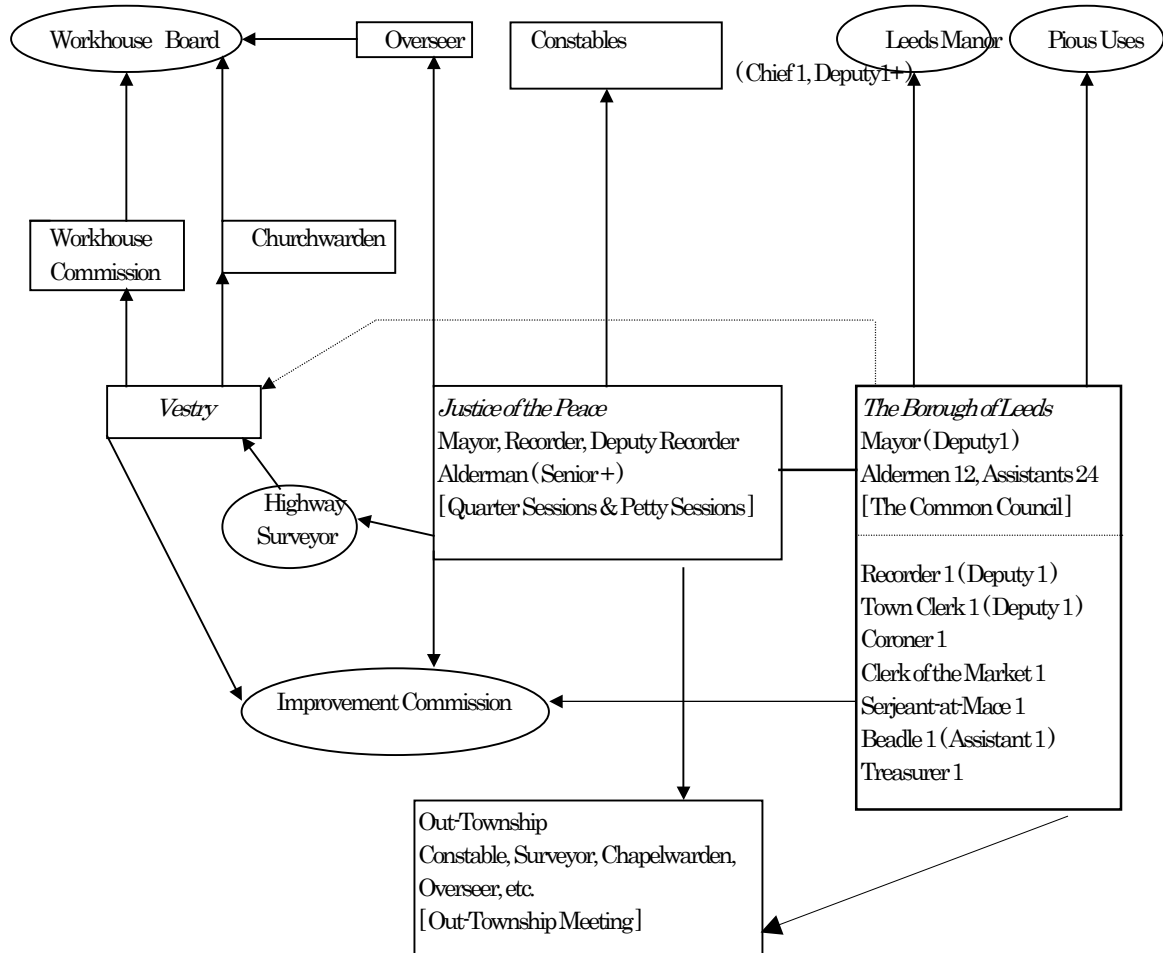 Workhouse Board
Overseer
Constables
(Chief 1, Deputy1+)
Leeds Manor
Pious Uses
Workhouse
Commission
Churchwarden
Vestry
Justice of the Peace
Mayor, Recorder, Deputy Recorder
Alderman (Senior+)
[Quarter Sessions & Petty Sessions]
The Borough of Leeds
Mayor (Deputy1)
Aldermen 12, Assistants 24
[The Common Council]
Highway
Surveyor
Recorder 1 (Deputy 1)
Town Clerk 1 (Deputy 1)
Coroner 1
Clerk of the Market 1
Serjeant-at-Mace 1
Beadle 1 (Assistant 1)
Treasurer 1
Improvement Commission
Out-Township
Constable, Surveyor, Chapelwarden,
Overseer, etc.
[Out-Township Meeting]